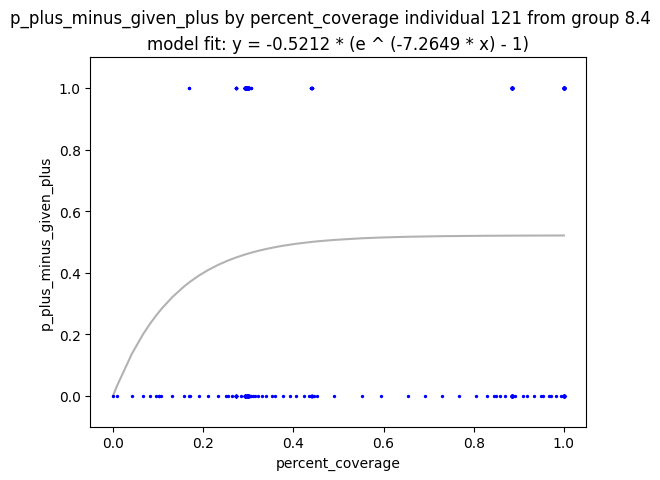 p_plus_minus_given_plus by percent_coverage individual 121 from group 8.4
model fit: y = -0.5212 * (e ^ (-7.2649 * x) - 1)
1.0
0.8
0.6
0.4
0.2
0.0
p_plus_minus_given_plus
0.0 0.2 0.4 0.6 0.8 1.0
percent_coverage